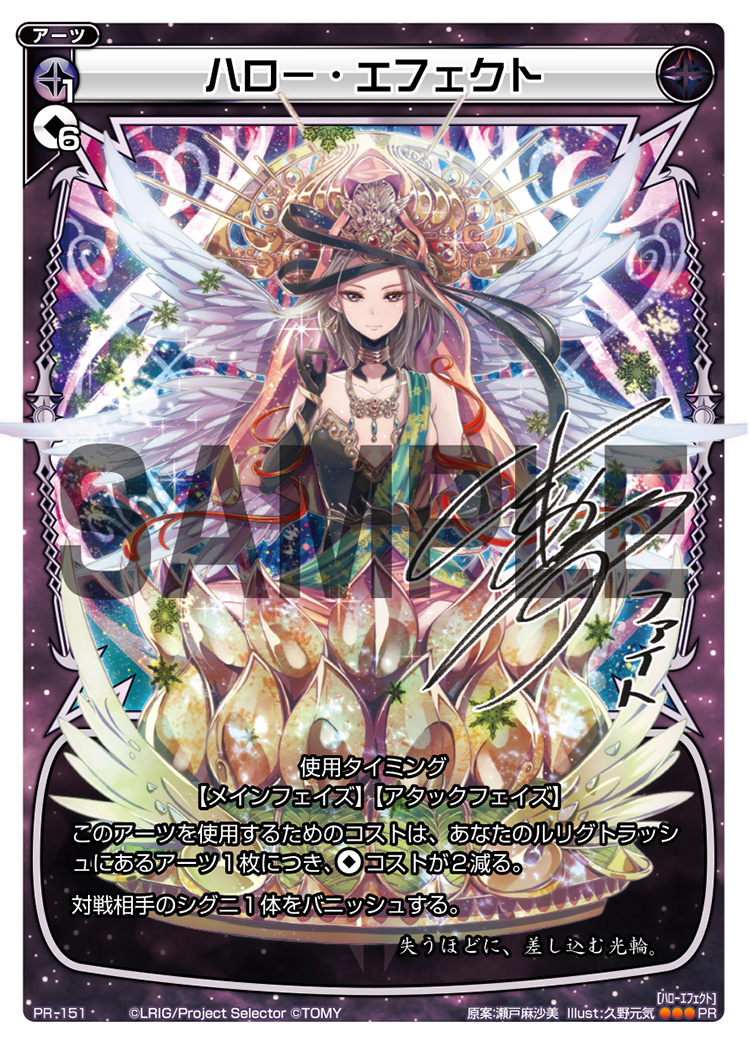 アーツ
ハロー・エフェクト
1
6
SAMPLE
ファイト
使用タイミング
【メインフェイズ】【アタックフェイズ】
このアーツを使用するためのコストは、あなたのルリグトラッシ
ュにあるアーツ1枚につき、コストが2減る。
対戦相手のシグニ1体をバニッシュする。
失うほどに、差し込む光輪。
[ハローエフェクト]
PR-151 ©LRIG/Project Selector ©TOMY 原案:瀬戸麻沙美 Illust:久野元気 PR